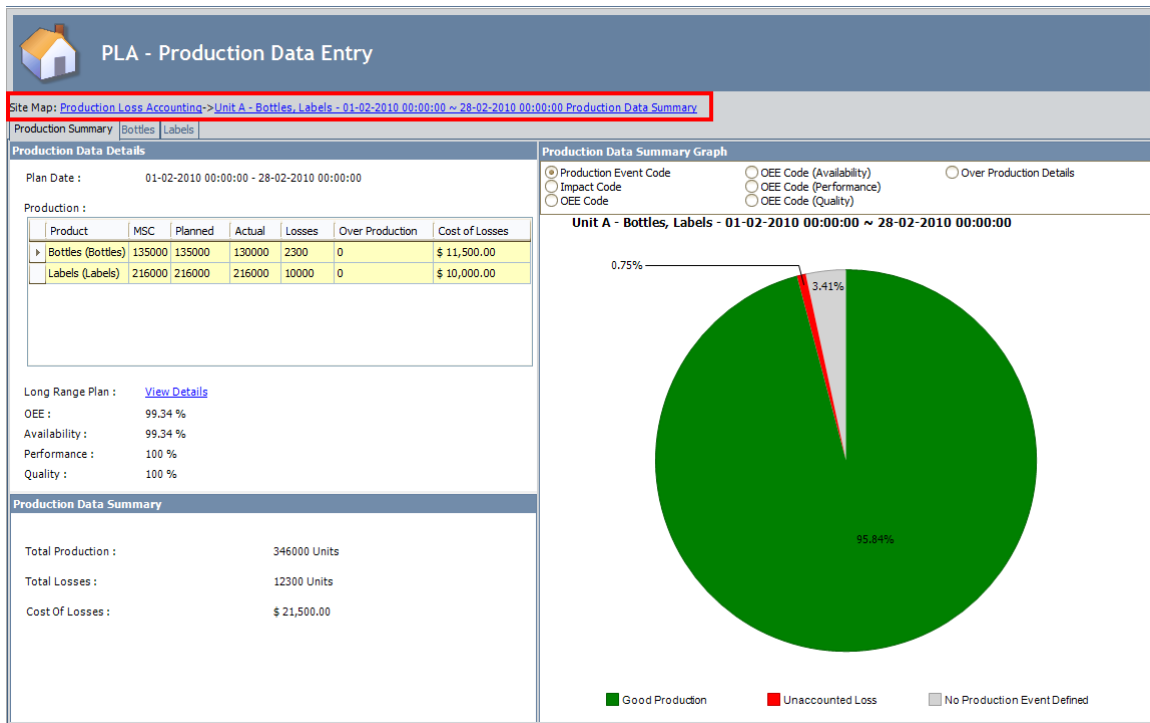 PLA - Production Data Entry
Site Map: Production Loss Accounting->Unit A - Bottles, Labels - 01-02-2010 00:00:00 ~ 28-02-2010 00:00:00 Production Data Summary
Production Summary Bottles Labels
Production Data Details
Plan Date : 01-02-2010 00:00:00 - 28-02-2010 00:00:00
Production :
Product MSC Planned Actual Losses Over Production Cost of Losses
Bottles (Bottles) 135000 135000 130000 2300 0 $ 11,500.00
Labels (Labels) 216000 216000 216000 10000 0 $ 10,000.00
Long Range Plan : View Details
OEE : 99.34 %
Availability : 99.34 %
Performance : 100 %
Quality : 100 %
Production Data Summary
Total Production : 346000 Units
Total Losses : 12300 Units
Cost Of Losses : $ 21,500.00
Production Data Summary Graph
Production Event Code OEE Code (Availability) Over Production Details
Impact Code OEE Code (Performance)
OEE Code OEE Code (Quality)
Unit A - Bottles, Labels - 01-02-2010 00:00:00 ~ 28-02-2010 00:00:00
0.75%
3.41%
95.84%
Good Production Unaccounted Loss No Production Event Defined